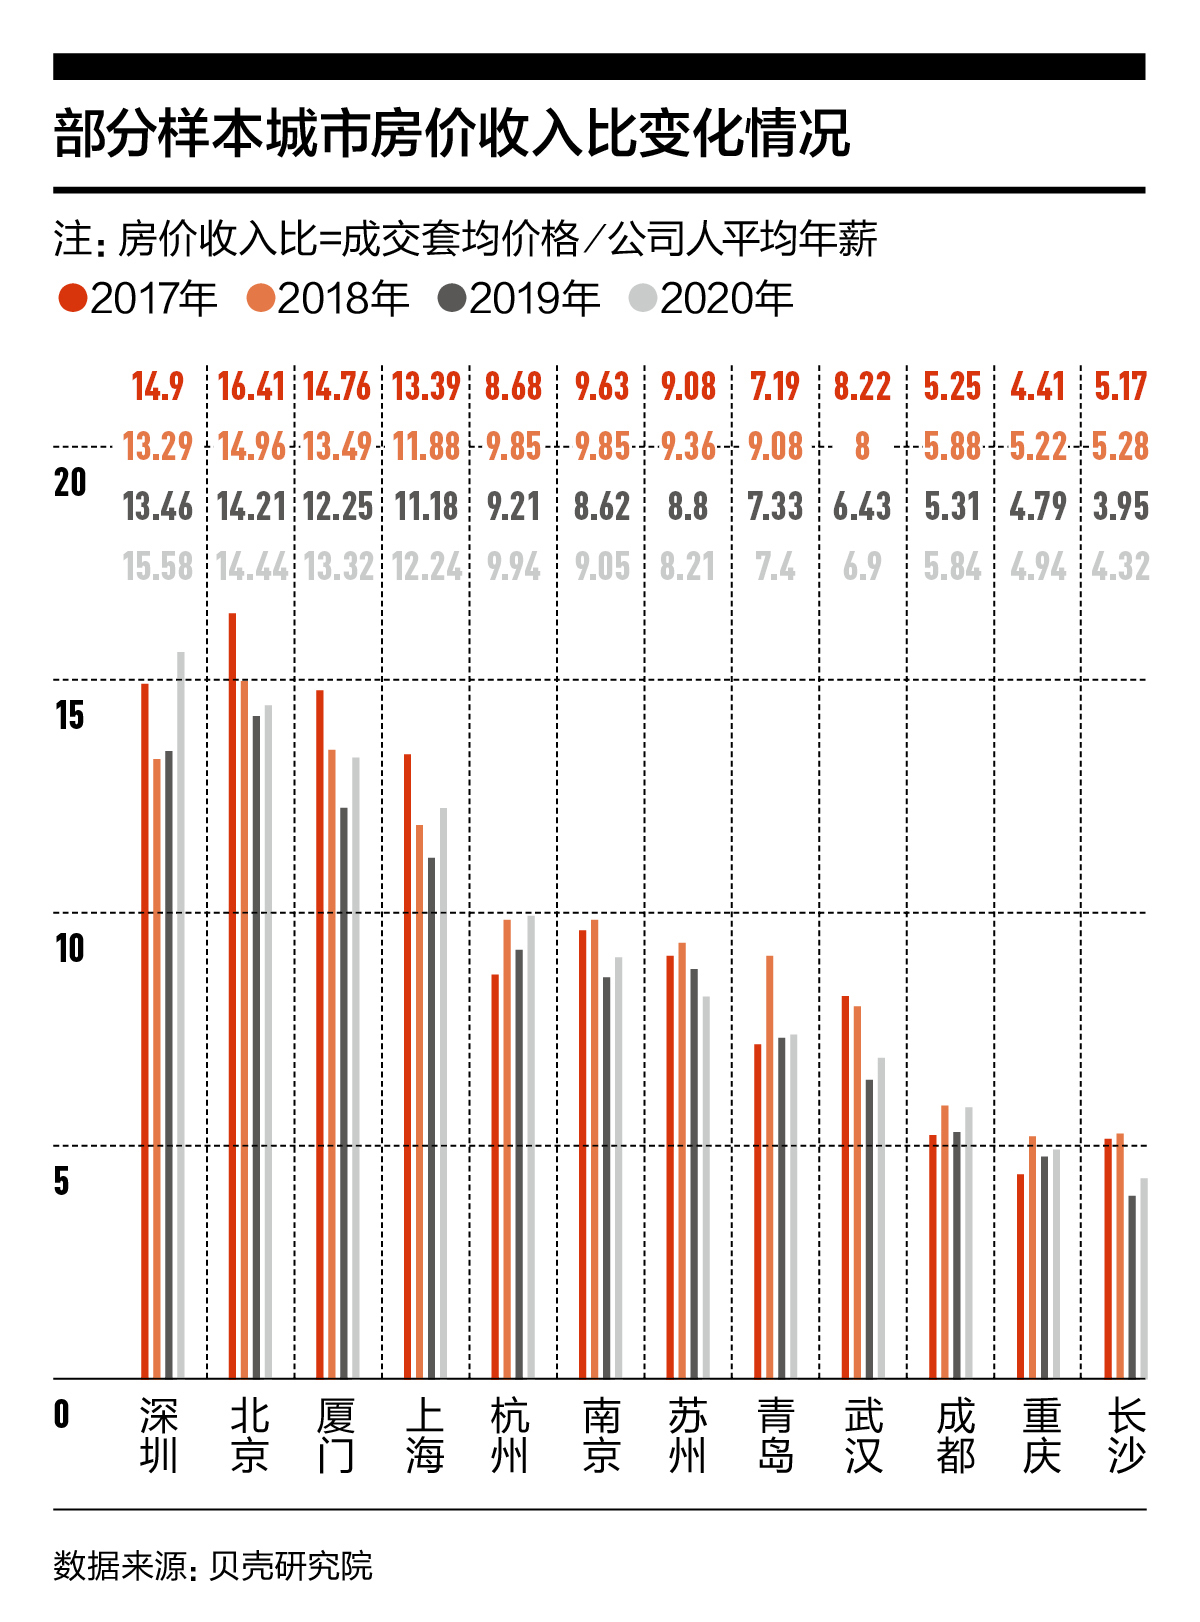 部分样本城市房价收入比变化情况
注：房价收入比=成交套均价格/公司人平均年薪
2017年 2018年 2019年 2020年
14.9 16.41 14.76 13.39 8.68 9.63 9.08 7.19 8.22 5.25 4.41 5.17
13.29 14.96 13.49 11.88 9.85 9.85 9.36 9.08 8 5.88 5.22 5.28
20
13.46 14.21 12.25 11.18 9.21 8.62 8.8 7.33 6.43 5.31 4.79 3.95
15.58 14.44 13.32 12.24 9.94 9.05 8.21 7.4 6.9 5.84 4.94 4.32
15
10
5
0
深圳 北京 厦门 上海 杭州 南京 苏州 青岛 武汉 成都 重庆 长沙
数据来源：贝壳研究院